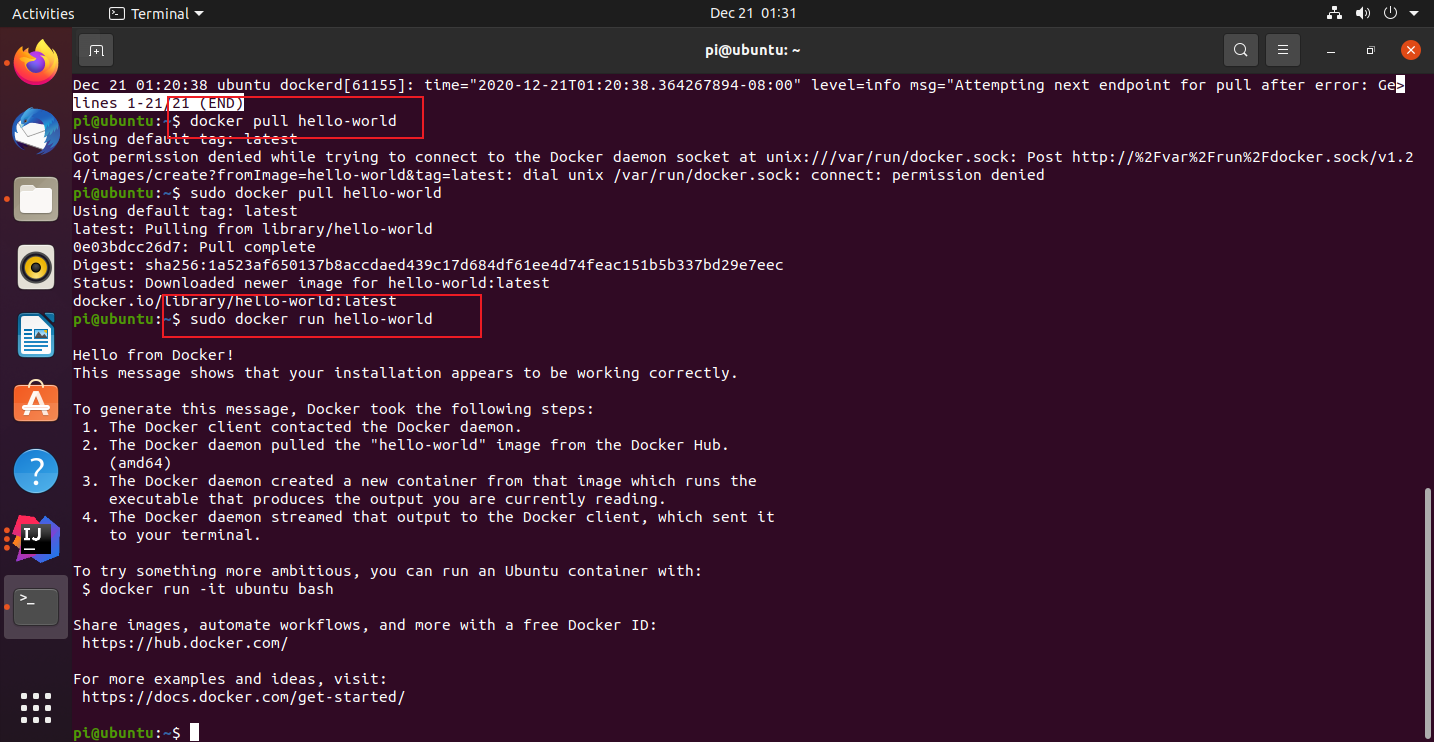 Activities Terminal Dec 21 01:31
pi@ubuntu: ~
Dec 21 01:20:38 ubuntu dockerd[61155]: time="2020-12-21T01:20:38.364267894-08:00" level=info msg="Attempting next endpoint for pull after error: Ge>
lines 1-21/21 (END)
pi@ubuntu:~$ docker pull hello-world
Using default tag: latest
Got permission denied while trying to connect to the Docker daemon socket at unix:///var/run/docker.sock: Post http://%2Fvar%2Frun%2Fdocker.sock/v1.2
4/images/create?fromImage=hello-world&tag=latest: dial unix /var/run/docker.sock: connect: permission denied
pi@ubuntu:~$ sudo docker pull hello-world
Using default tag: latest
latest: Pulling from library/hello-world
0e03bdcc26d7: Pull complete
Digest: sha256:1a523af650137b8accdaed439c17d684df61ee4d74feac151b5b337bd29e7eec
Status: Downloaded newer image for hello-world:latest
docker.io/library/hello-world:latest
pi@ubuntu:~$ sudo docker run hello-world
Hello from Docker!
This message shows that your installation appears to be working correctly.
To generate this message, Docker took the following steps:
1. The Docker client contacted the Docker daemon.
2. The Docker daemon pulled the "hello-world" image from the Docker Hub.
(amd64)
3. The Docker daemon created a new container from that image which runs the
executable that produces the output you are currently reading.
4. The Docker daemon streamed that output to the Docker client, which sent it
to your terminal.
To try something more ambitious, you can run an Ubuntu container with:
$ docker run -it ubuntu bash
Share images, automate workflows, and more with a free Docker ID:
https://hub.docker.com/
For more examples and ideas, visit:
https://docs.docker.com/get-started/
pi@ubuntu:~$
IJ